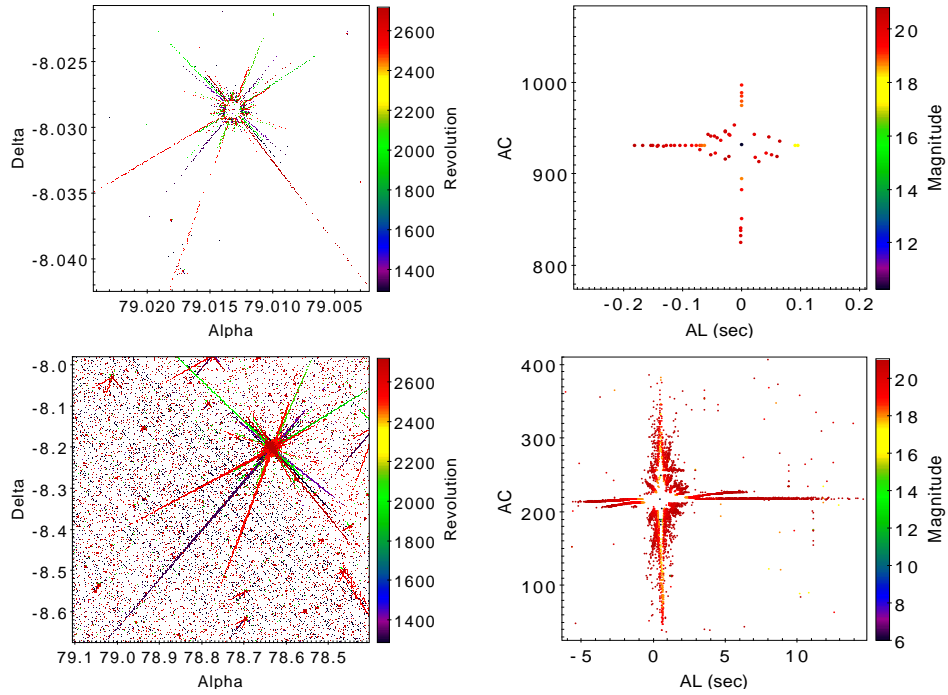 -8.025
-8.030
-8.035
-8.040
Delta
79.020 79.015 79.010 79.005
Alpha
2600
2400
2200
2000
1800
1600
1400
Revolution
1000
900
800
AC
-0.2 -0.1 0 0.1 0.2
AL (sec)
20
18
16
14
12
Magnitude
-8.0
-8.1
-8.2
-8.3
-8.4
-8.5
-8.6
Delta
79.1 79.0 78.9 78.8 78.7 78.6 78.5
Alpha
2600
2400
2200
2000
1800
1600
1400
Revolution
400
300
200
100
AC
-5 0 5 10
AL (sec)
20
18
16
14
12
10
8
6
Magnitude